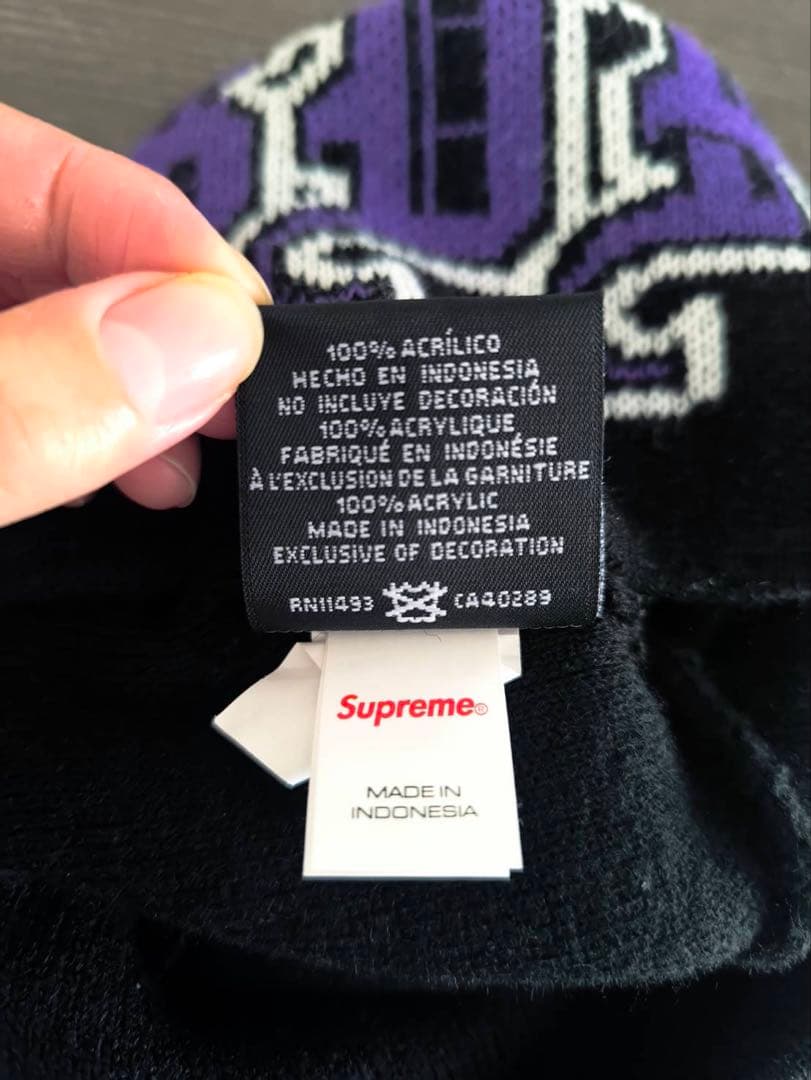 100% ACRÍLICO
HECHO EN INDONESIA
NO INCLUYE DECORACIÓN
100% ACRYLIQUE
FABRIQUÉ EN INDONÉSIE
À L'EXCLUSION DE LA GARNITURE
100% ACRYLIC
MADE IN INDONESIA
EXCLUSIVE OF DECORATION
RN11493 CA40289
Supreme®
MADE IN
INDONESIA